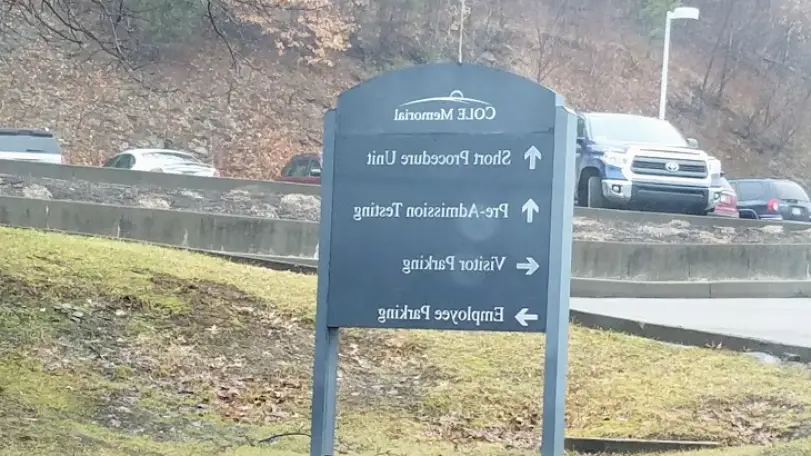 COLE Memorial
↑ Short Procedure Unit
↑ Pre-Admission Testing
← Visitor Parking
→ Employee Parking